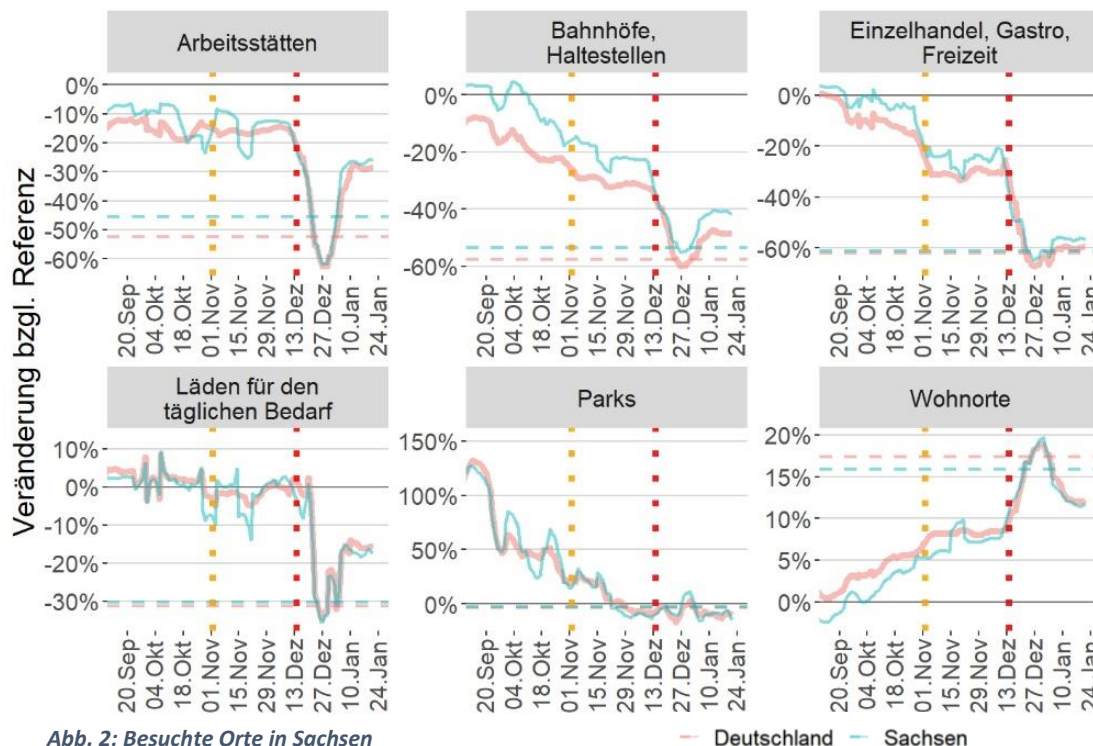 Veränderung bzgl. Referenz
Arbeitsstätten
0%
-10%
-20%
-30%
-40%
-50%
-60%
20.Sep
04.Okt
18.Okt
01.Nov
15.Nov
29.Nov
13.Dez
27.Dez
10.Jan
24.Jan
Bahnhöfe,
Haltestellen
0%
-20%
-40%
-60%
20.Sep
04.Okt
18.Okt
01.Nov
15.Nov
29.Nov
13.Dez
27.Dez
10.Jan
24.Jan
Einzelhandel, Gastro,
Freizeit
0%
-20%
-40%
-60%
20.Sep
04.Okt
18.Okt
01.Nov
15.Nov
29.Nov
13.Dez
27.Dez
10.Jan
24.Jan
Läden für den
täglichen Bedarf
10%
0%
-10%
-20%
-30%
20.Sep
04.Okt
18.Okt
01.Nov
15.Nov
29.Nov
13.Dez
27.Dez
10.Jan
24.Jan
Parks
150%
100%
50%
0%
20.Sep
04.Okt
18.Okt
01.Nov
15.Nov
29.Nov
13.Dez
27.Dez
10.Jan
24.Jan
Wohnorte
20%
15%
10%
5%
0%
20.Sep
04.Okt
18.Okt
01.Nov
15.Nov
29.Nov
13.Dez
27.Dez
10.Jan
24.Jan
Abb. 2: Besuchte Orte in Sachsen
Deutschland Sachsen